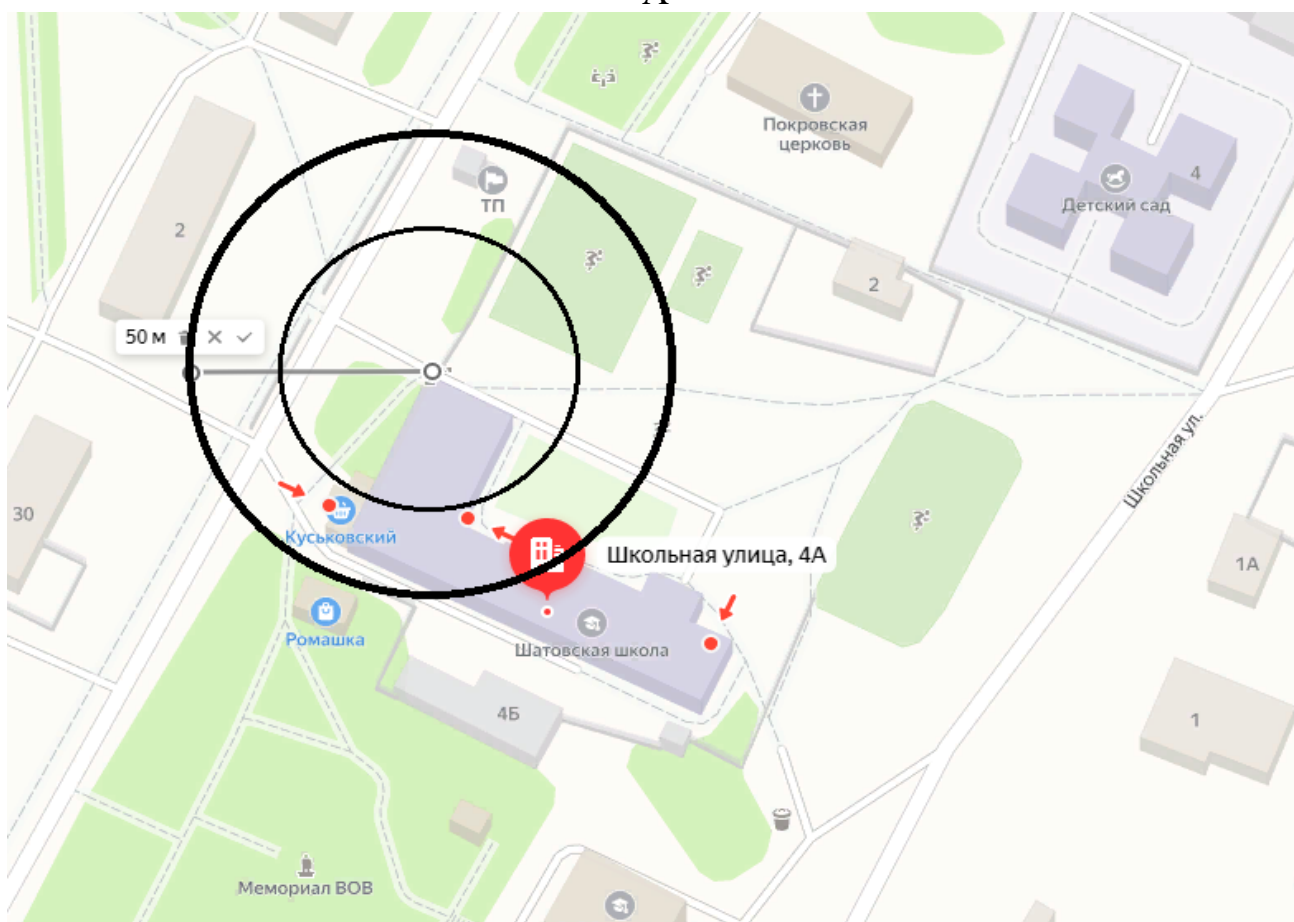 Покровская
церковь
4
Детский сад
ТП
2
2
50 м
Школьная ул.
30
Куськовский
Школьная улица, 4А
1А
Ромашка
Шатовская школа
4Б
1
Мемориал ВОВ